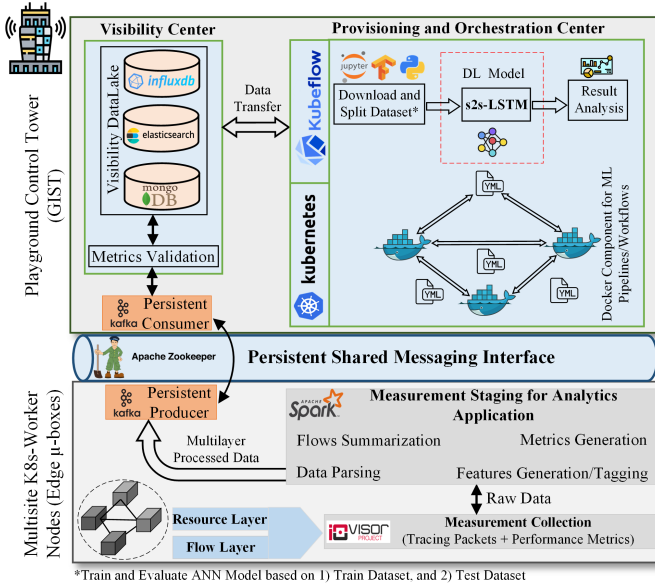 Visibility Center
Provisioning and Orchestration Center
Playground Control Tower
(GIST)
Visibility DataLake
influxdb
elasticsearch
mongo
DB
Metrics Validation
Data
Transfer
Kubeflow
kubernetes
jupyter
Download and
Split Dataset*
DL Model
s2s-LSTM
Result
Analysis
YML
YML
YML
YML
Docker Component for ML
Pipelines/Workflows
kafka
Persistent
Consumer
Apache Zookeeper
Persistent Shared Messaging Interface
Multisite K8s-Worker
Nodes (Edge μ-boxes)
kafka
Persistent
Producer
Multilayer
Processed Data
APACHE
Spark
Measurement Staging for Analytics
Application
Flows Summarization
Metrics Generation
Data Parsing
Features Generation/Tagging
Raw Data
Resource Layer
Flow Layer
IOVISOR
PROJECT
Measurement Collection
(Tracing Packets + Performance Metrics)
*Train and Evaluate ANN Model based on 1) Train Dataset, and 2) Test Dataset